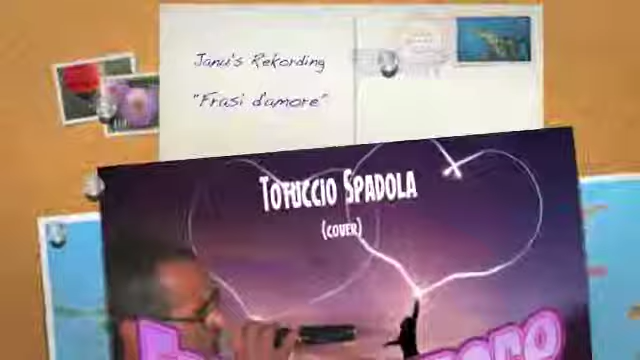 Janu's Rekording
"Frasi d'amore"
Totuccio Spadola
(cover)